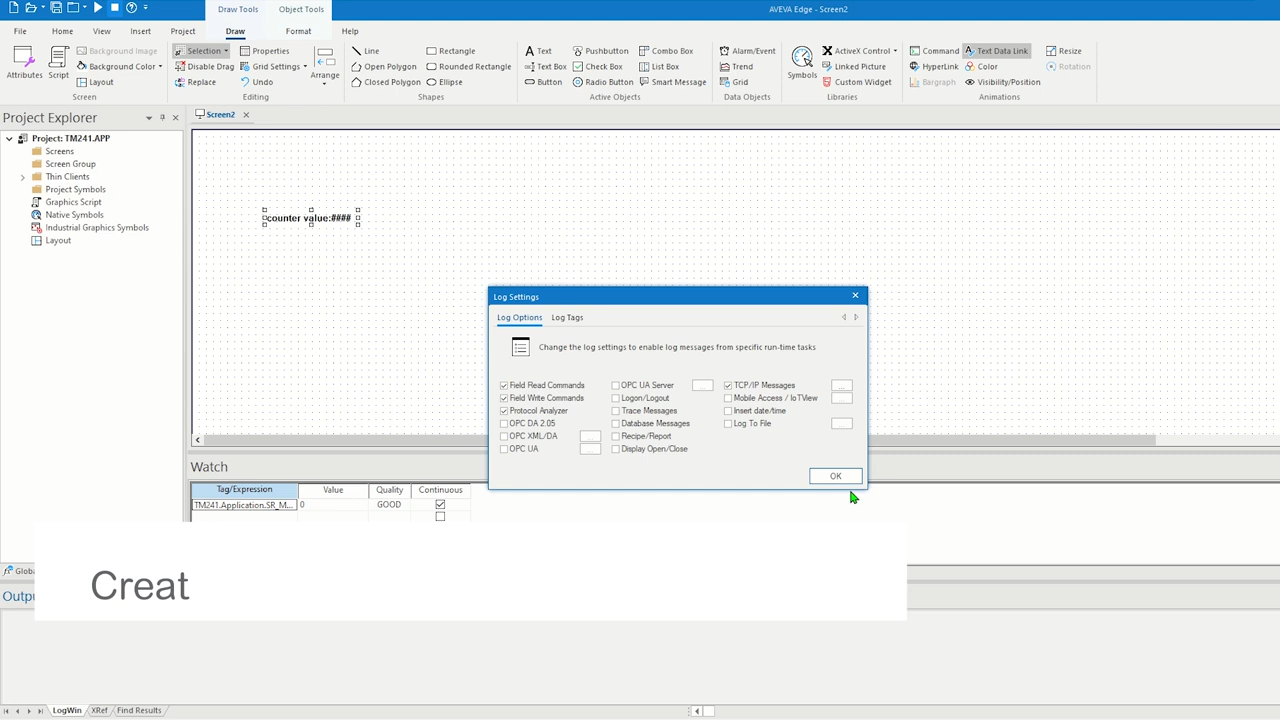 Draw Tools Object Tools AVEVA Edge - Screen2
File Home View Insert Project Draw Format Help
Attributes Script Background Image Background Color Layout Screen
Selection Properties Disable Drag Grid Settings Replace Undo Arrange Editing
Line Rectangle Open Polygon Rounded Rectangle Closed Polygon Ellipse Shapes
Text Pushbutton Combo Box Text Box Check Box List Box Button Radio Button Smart Message Active Objects
Alarm/Event Trend Grid Data Objects
Symbols ActiveX Control Linked Picture Custom Widget Libraries
Command Text Data Link Resize HyperLink Color Rotation Bargraph Visibility/Position Animations
Project Explorer
Screen2
Project: TM241.APP
Screens
Screen Group
Thin Clients
Project Symbols
Graphics Script
Native Symbols
Industrial Graphics Symbols
Layout
counter value:####
Log Settings
Log Options Log Tags
Change the log settings to enable log messages from specific run-time tasks
Field Read Commands OPC UA Server ... TCP/IP Messages ...
Field Write Commands Logon/Logout Mobile Access / IoTView ...
Protocol Analyzer Trace Messages Insert date/time
OPC DA 2.05 Database Messages Log To File ...
OPC XML/DA ... Recipe/Report
OPC UA ... Display Open/Close
OK
Watch
Tag/Expression Value Quality Continuous
TM241.Application.SR_M... 0 GOOD
Globa
Creat
Outpu
LogWin XRef Find Results